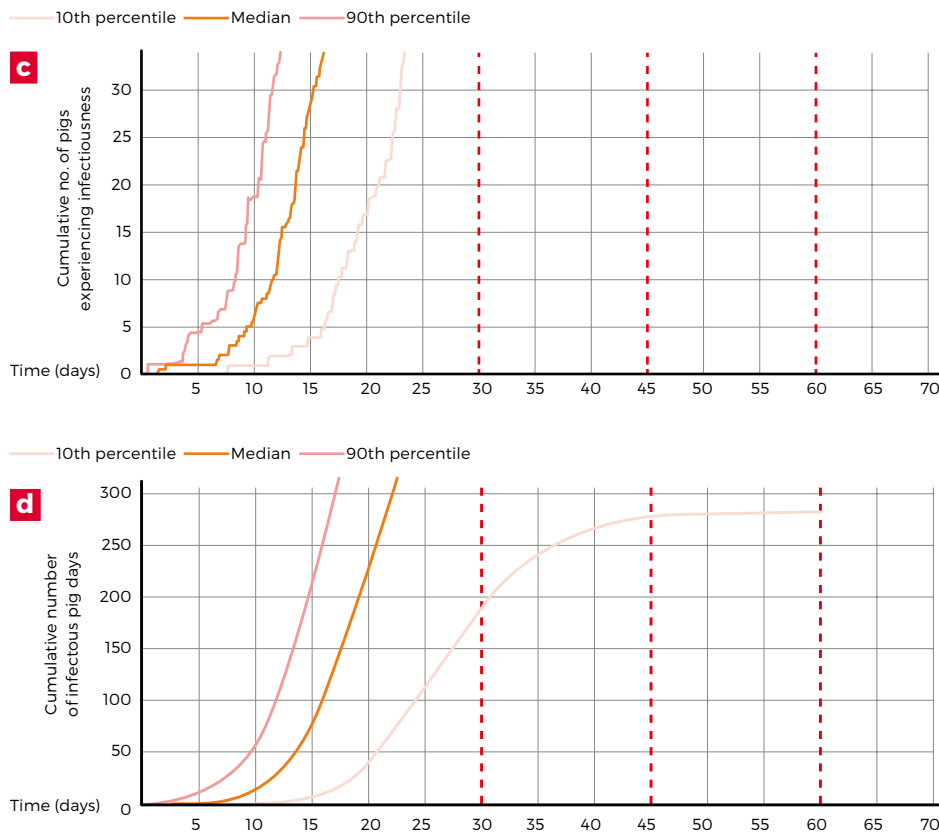 10th percentile Median 90th percentile
c
Cumulative no. of pigs
experiencing infectiousness
30
25
20
15
10
5
0
Time (days)
5 10 15 20 25 30 35 40 45 50 55 60 65 70
10th percentile Median 90th percentile
d
Cumulative number
of infectous pig days
300
250
200
150
100
50
0
Time (days)
5 10 15 20 25 30 35 40 45 50 55 60 65 70